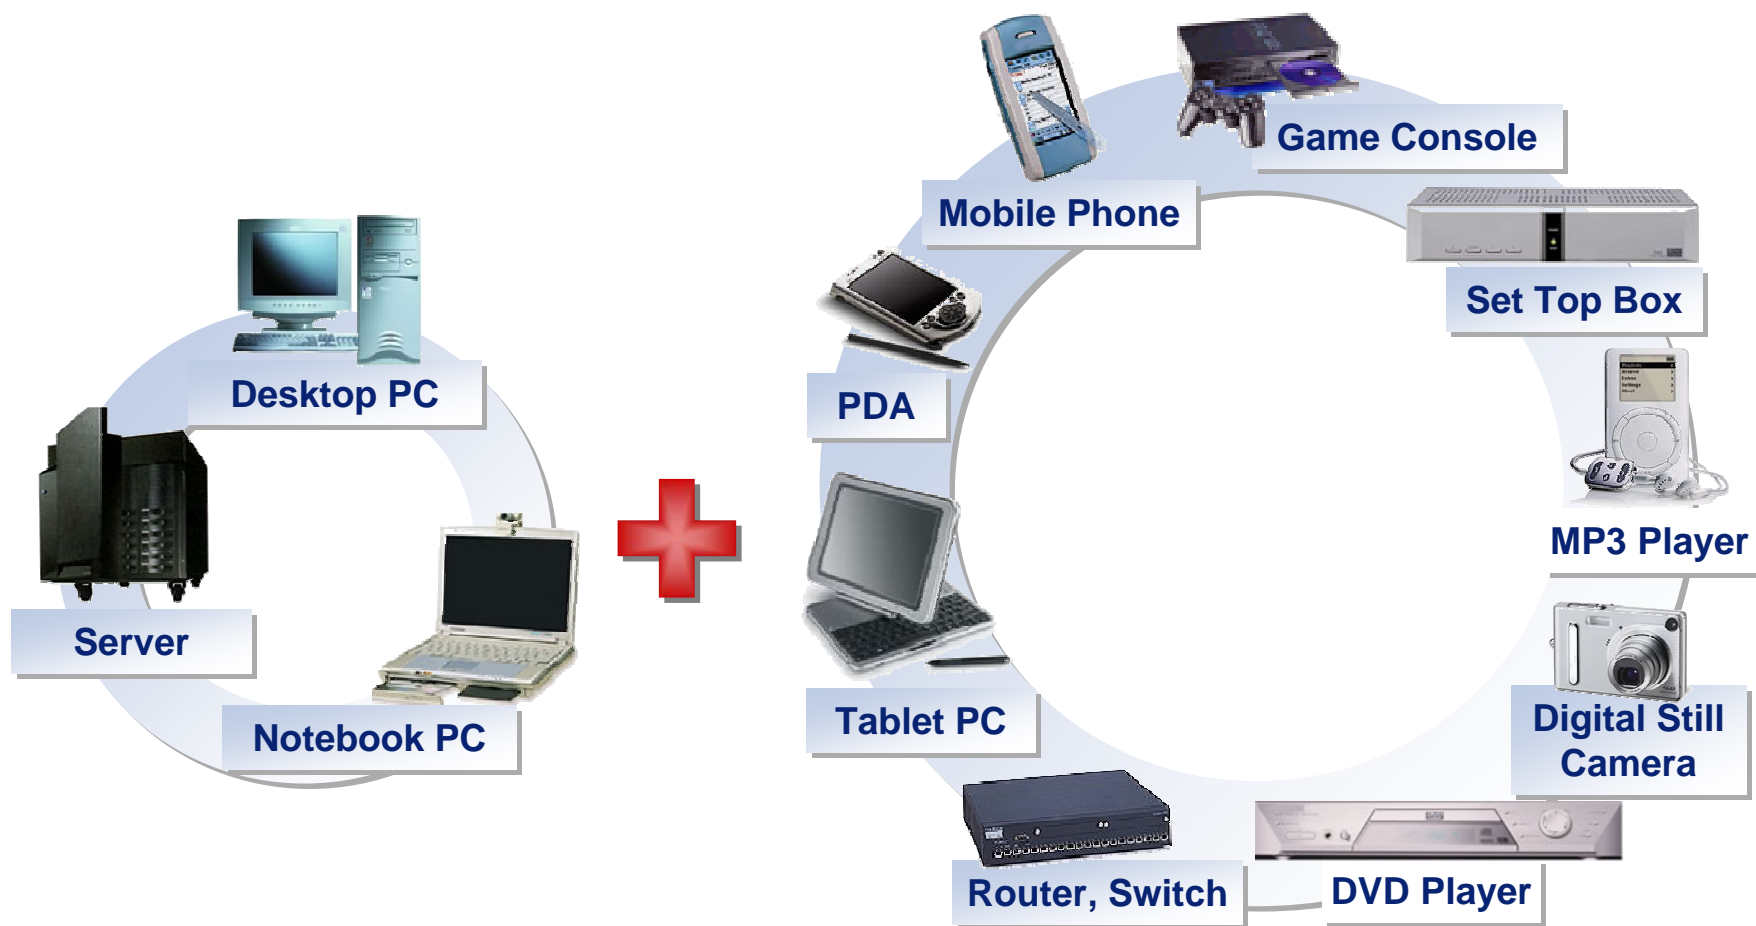 Game Console
Mobile Phone
Set Top Box
Desktop PC
PDA
MP3 Player
Server
Notebook PC
Tablet PC
Digital Still
Camera
Router, Switch
DVD Player